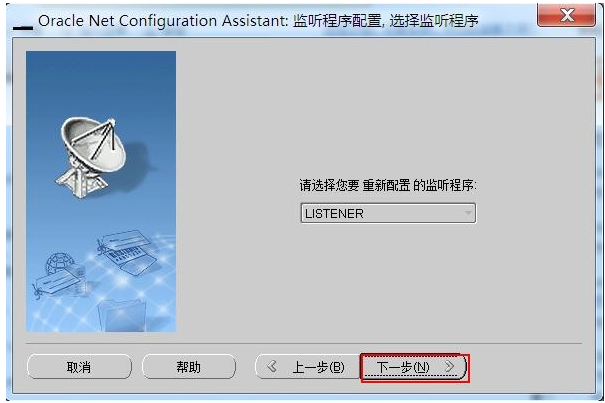 Oracle Net Configuration Assistant: 监听程序配置, 选择监听程序
请选择您要 重新配置 的监听程序:
LISTENER
取消 帮助 上一步(B) 下一步(N)